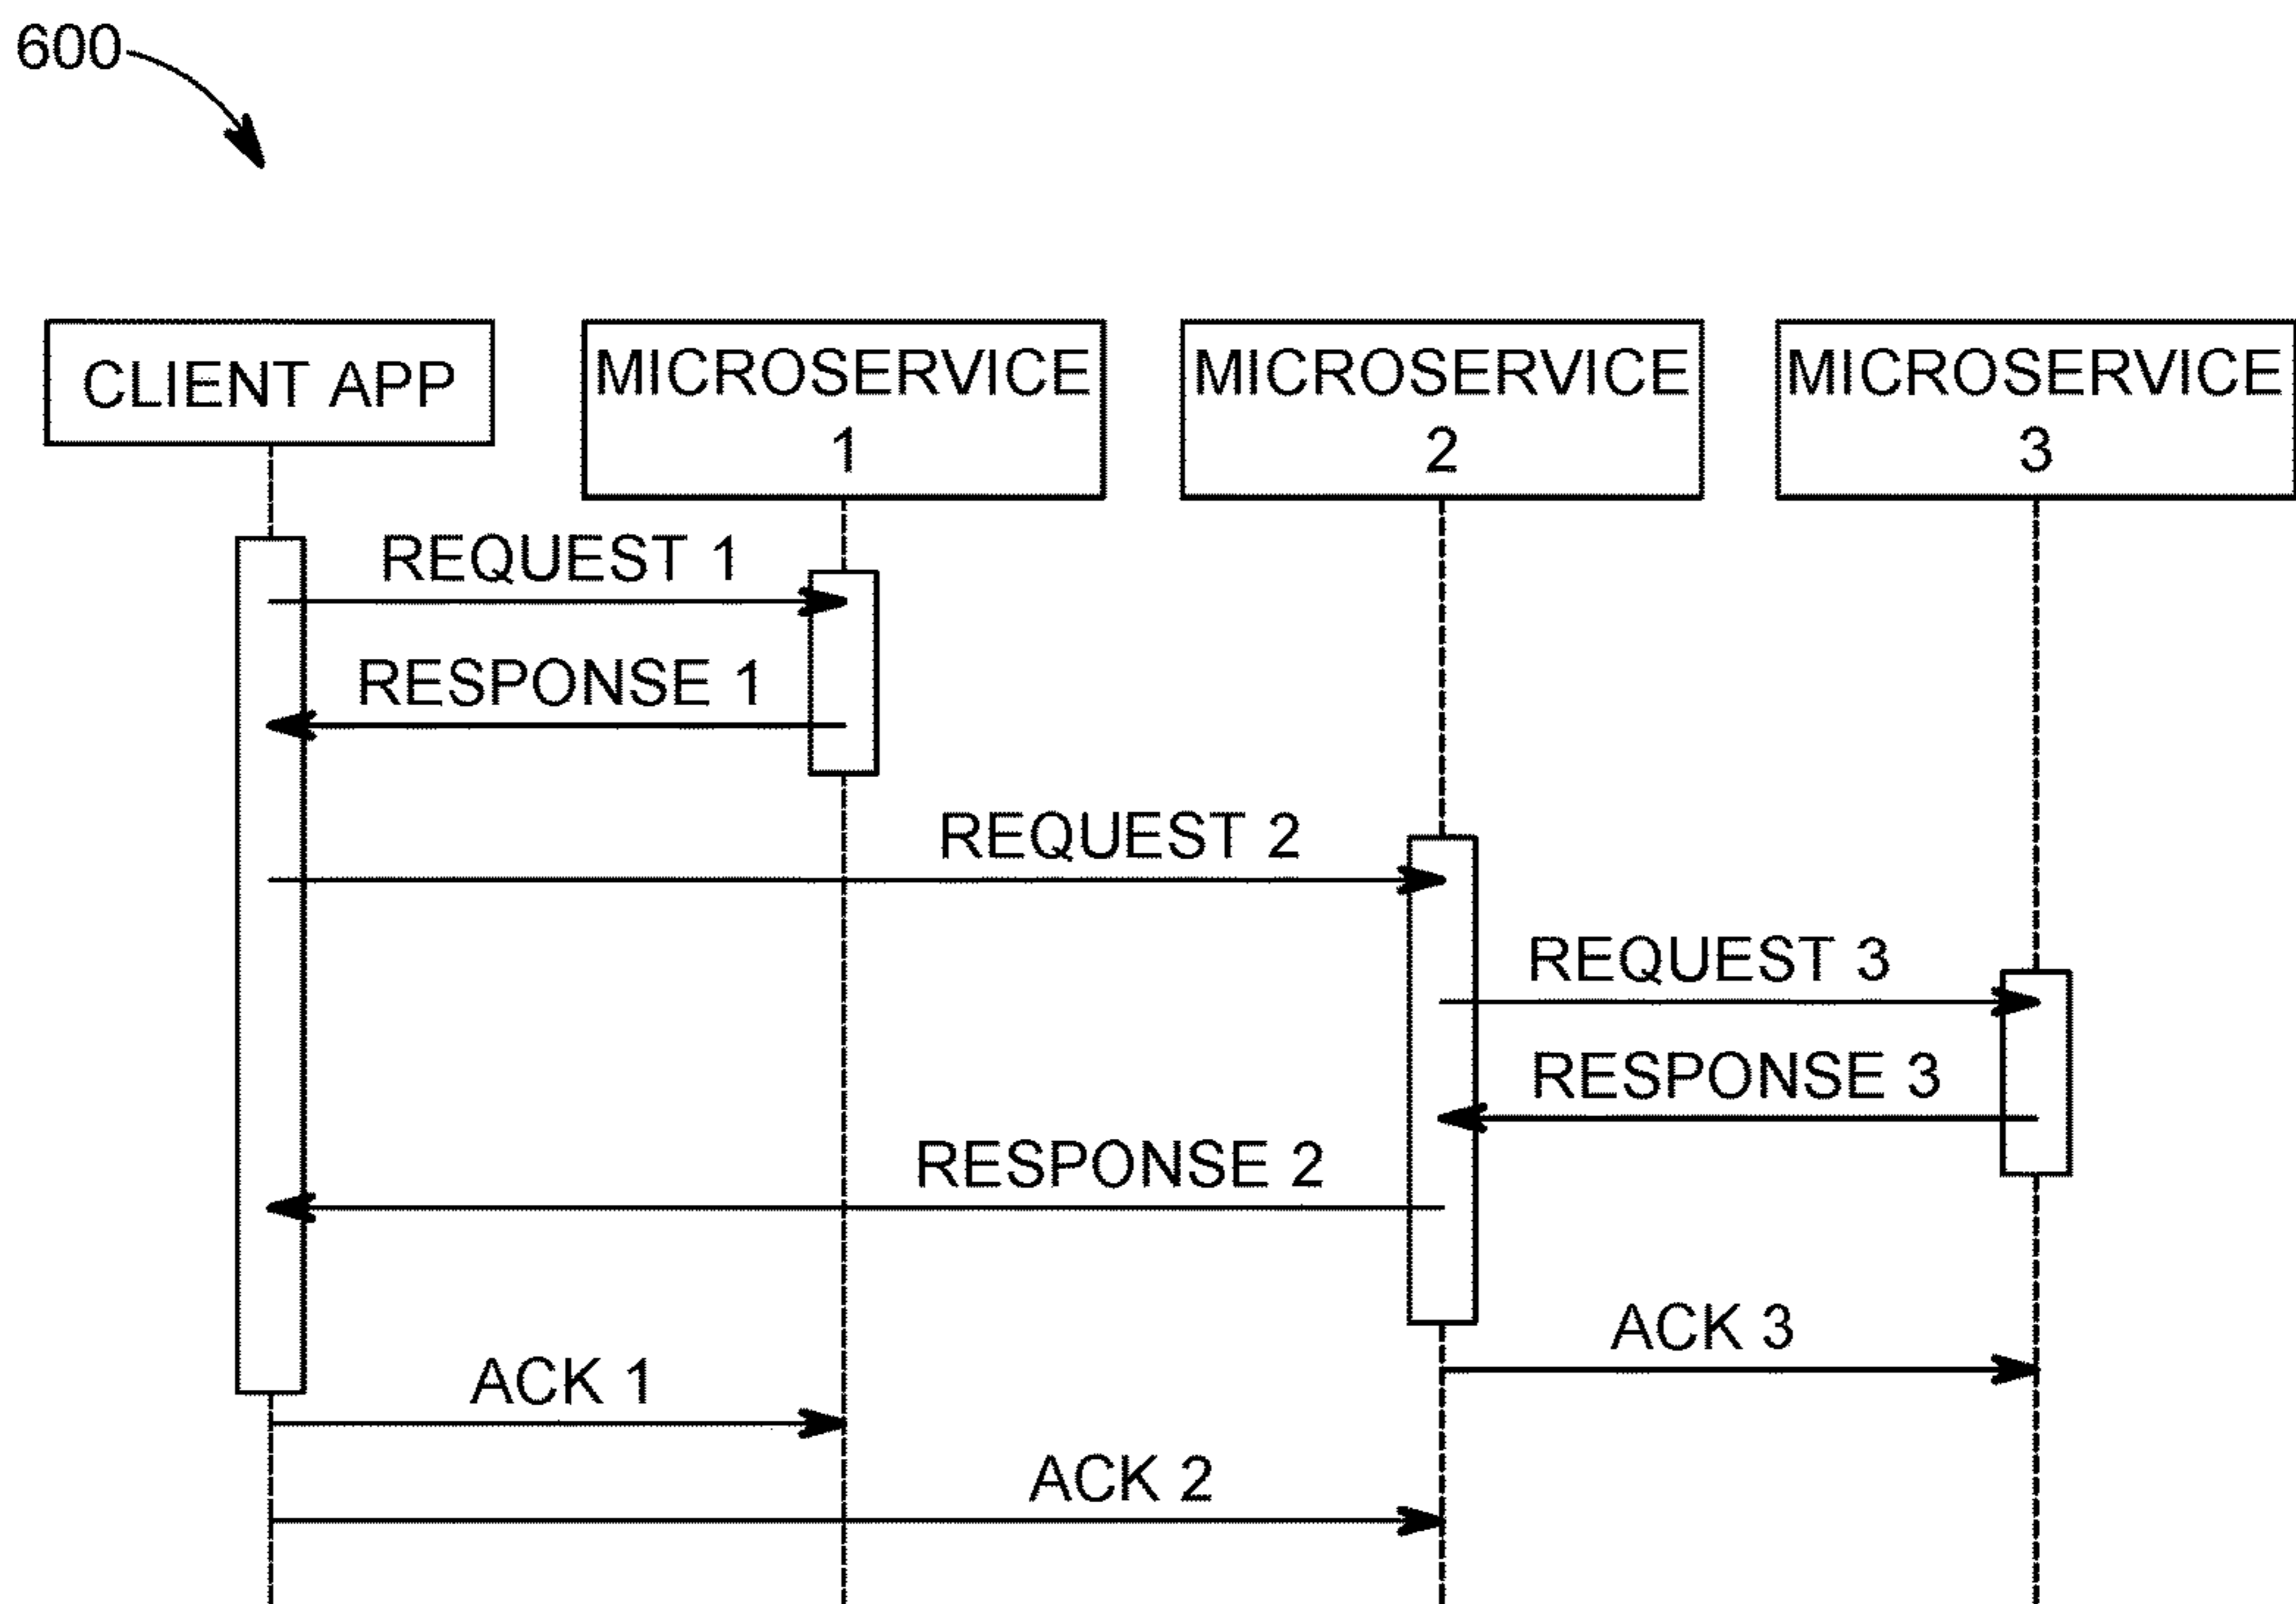 600
CLIENT APP
MICROSERVICE
1
MICROSERVICE
2
MICROSERVICE
3
REQUEST 1
RESPONSE 1
REQUEST 2
REQUEST 3
RESPONSE 3
RESPONSE 2
ACK 3
ACK 1
ACK 2